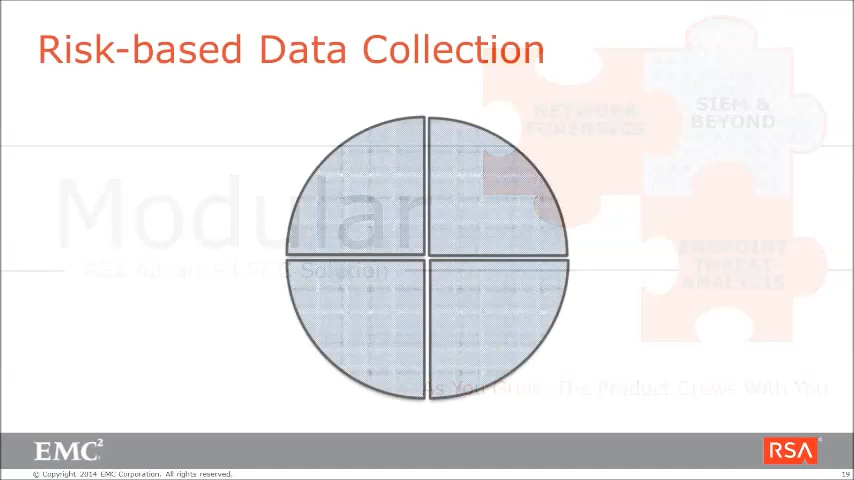 Risk-based Data Collection
NETWORK
FORENSICS
SIEM &
BEYOND
Modular
RSA Advanced SOC Solution
ENDPOINT
THREAT
ANALYSIS
As You Grow, The Product Grows With You
EMC²
RSA
© Copyright 2014 EMC Corporation. All rights reserved.
19